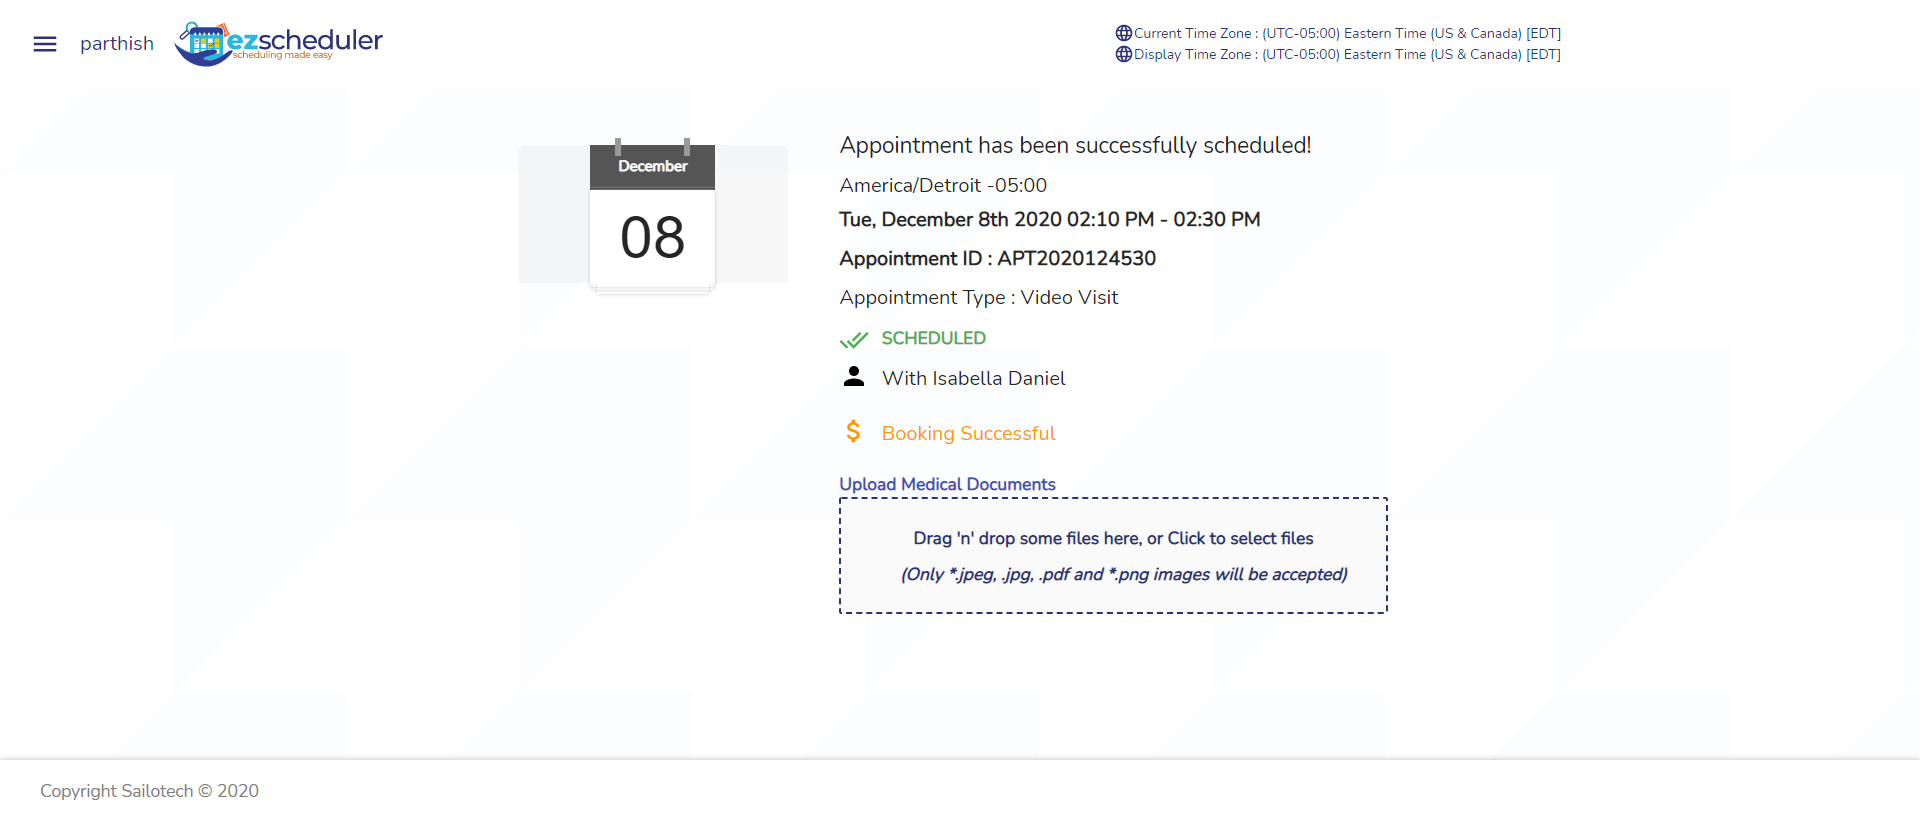 parthish
ezscheduler
scheduling made easy
Current Time Zone : (UTC-05:00) Eastern Time (US & Canada) [EDT]
Display Time Zone : (UTC-05:00) Eastern Time (US & Canada) [EDT]
December
08
Appointment has been successfully scheduled!
America/Detroit -05:00
Tue, December 8th 2020 02:10 PM - 02:30 PM
Appointment ID : APT2020124530
Appointment Type : Video Visit
SCHEDULED
With Isabella Daniel
$ Booking Successful
Upload Medical Documents
Drag 'n' drop some files here, or Click to select files
(Only *.jpeg, .jpg, .pdf and *.png images will be accepted)
Copyright Sailotech © 2020